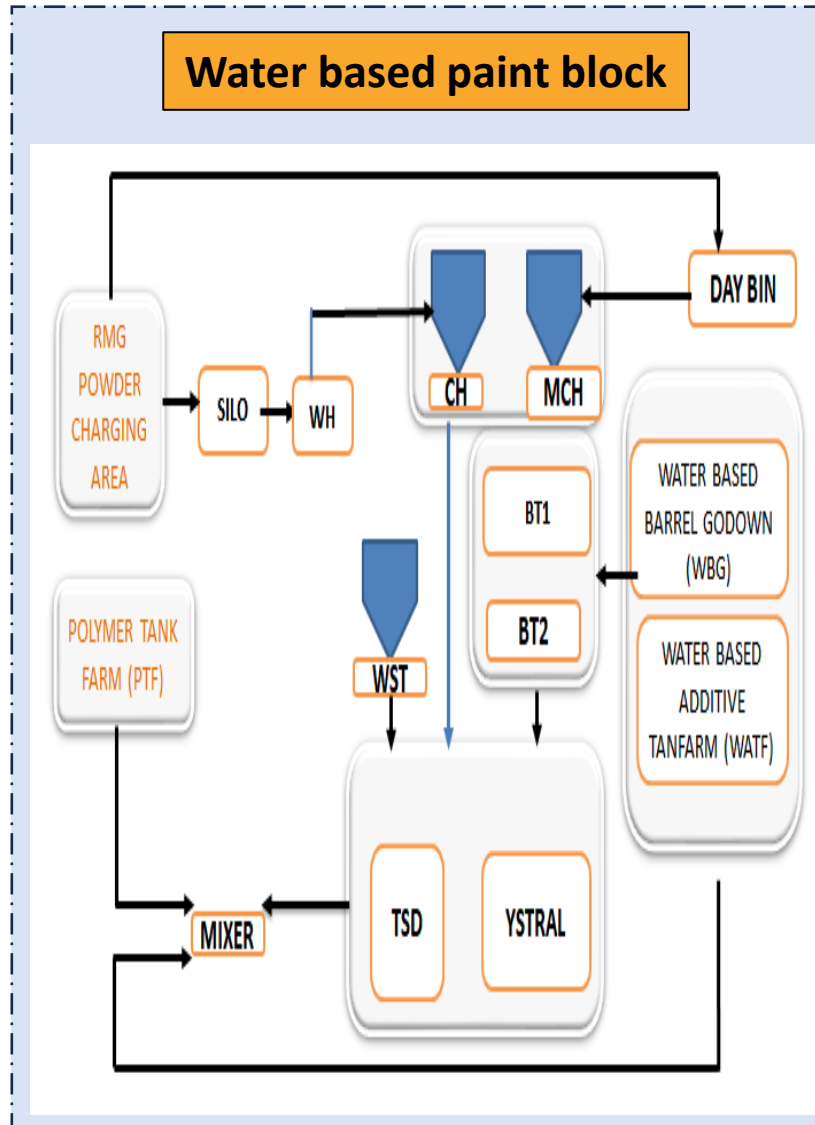 Water based paint block
DAY BIN
RMG
POWDER
CHARGING
AREA
SILO
WH
CH
MCH
WATER BASED
BARREL GODOWN
(WBG)
BT1
BT2
POLYMER TANK
FARM (PTF)
WST
WATER BASED
ADDITIVE
TANFARM (WATF)
TSD
YSTRAL
MIXER